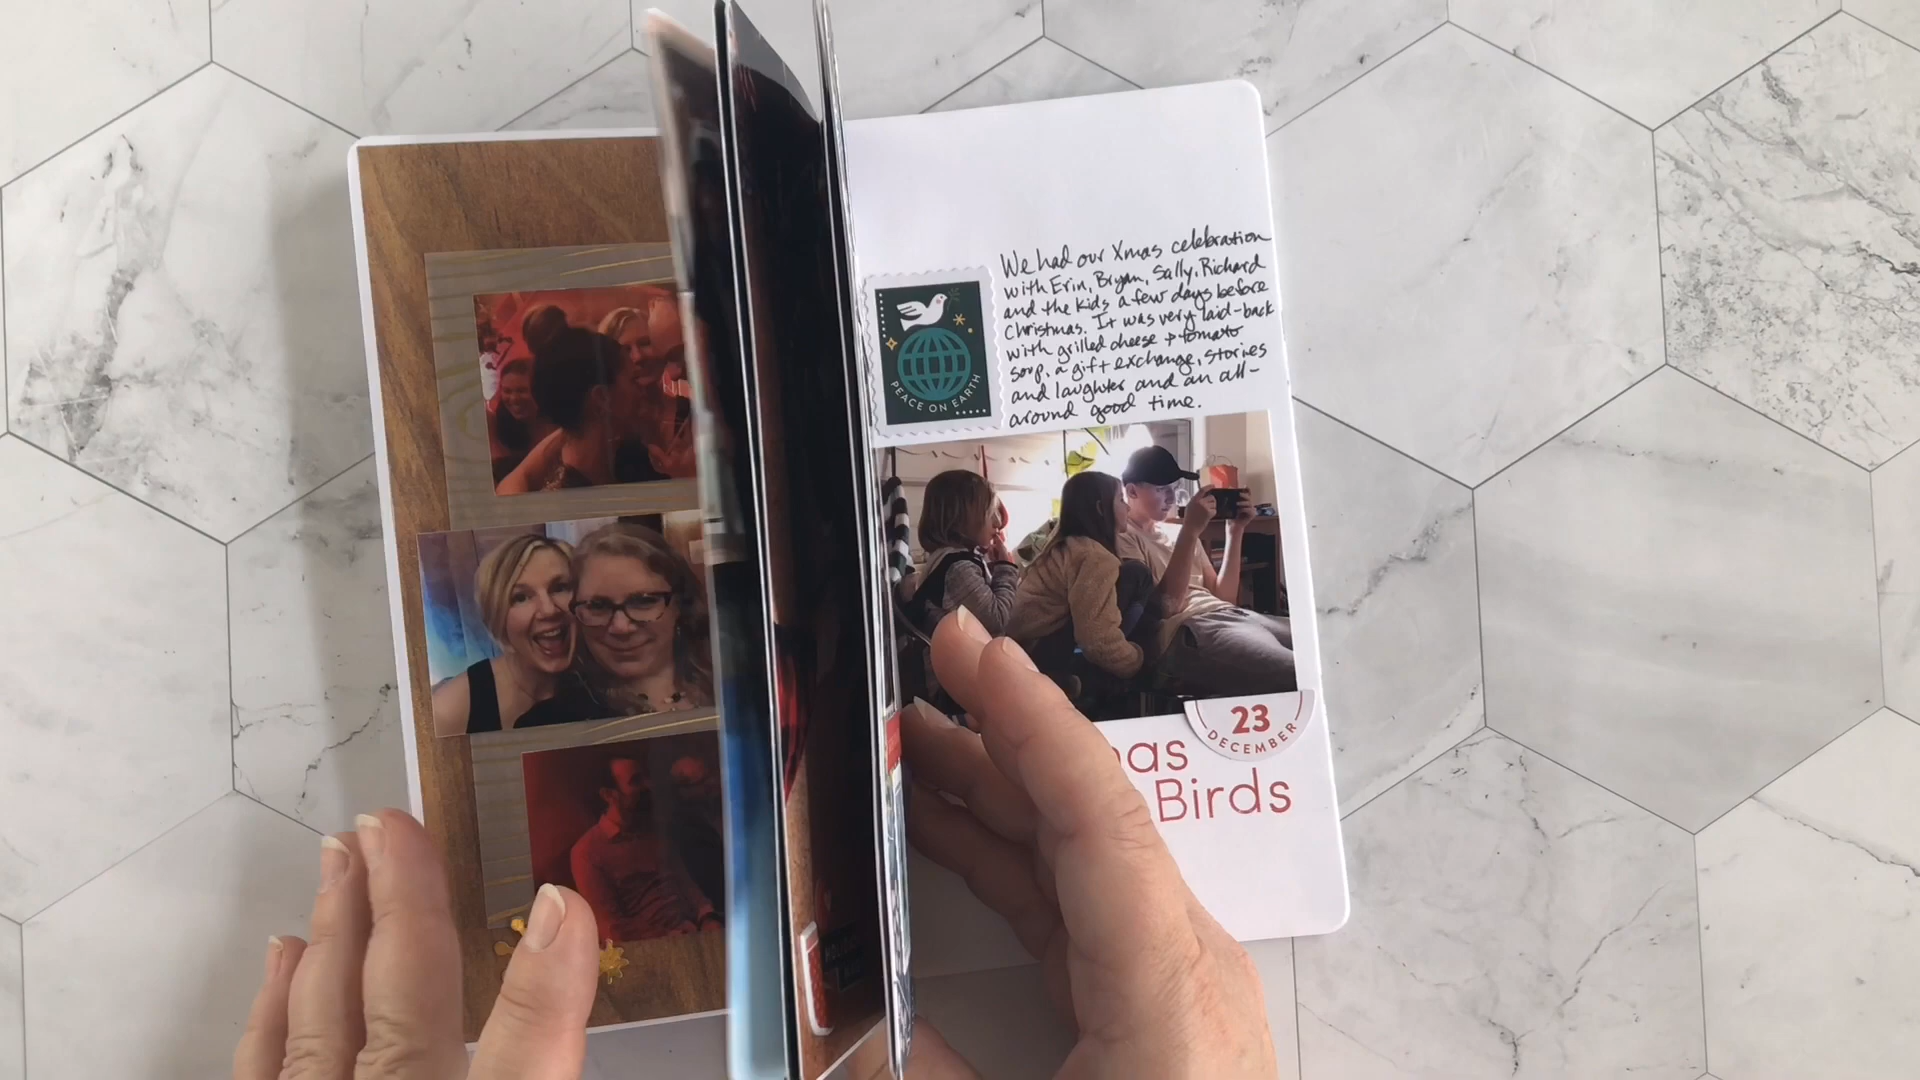 We had our Xmas celebration
with Erin, Bryan, Sally, Richard
and the kids a few days before
Christmas. It was very laid-back
with grilled cheese + tomato
soup, a gift exchange, stories
and laughter and an all-
around good time.
PEACE ON EARTH
23
DECEMBER
as
Birds